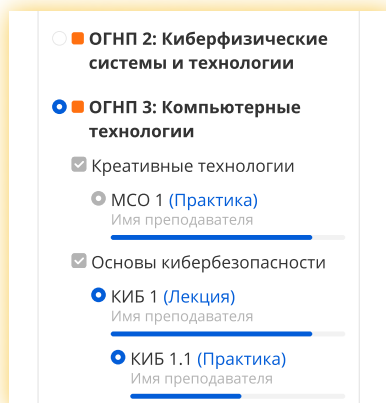 ОГНП 2: Киберфизические
системы и технологии
ОГНП 3: Компьютерные
технологии
Креативные технологии
МСО 1 (Практика)
Имя преподавателя
Основы кибербезопасности
КИБ 1 (Лекция)
Имя преподавателя
КИБ 1.1 (Практика)
Имя преподавателя